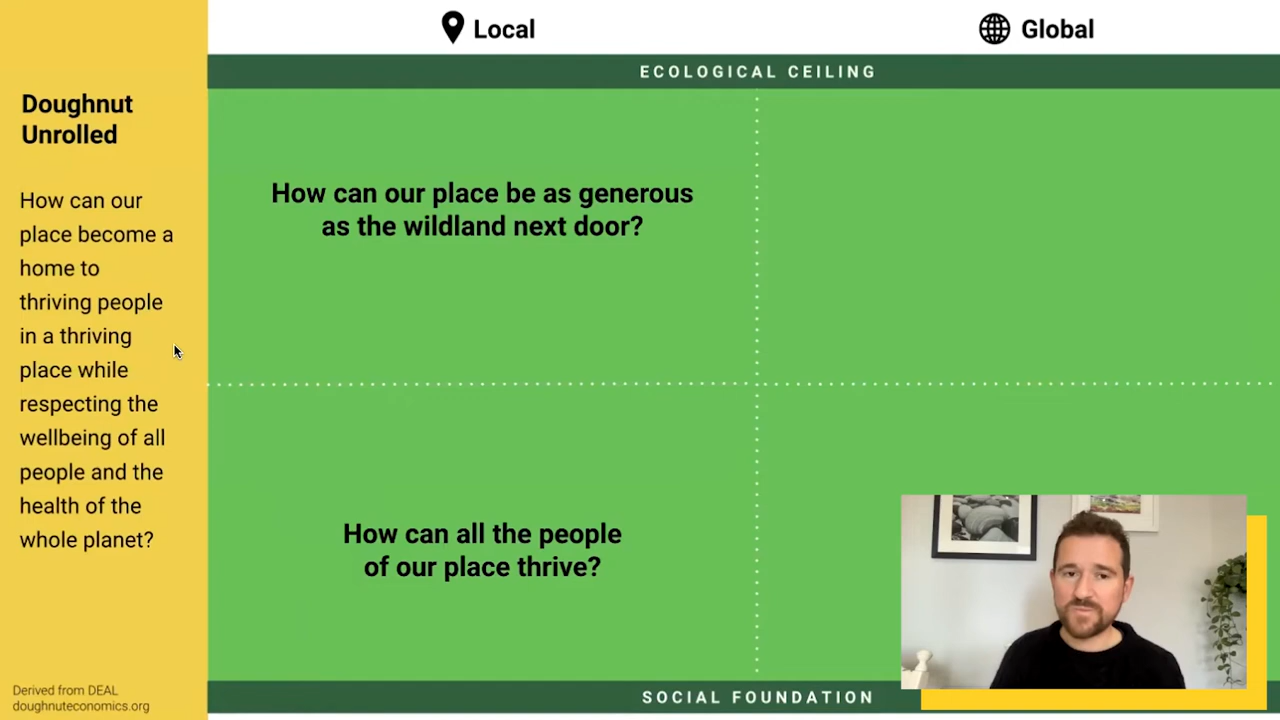 Local
Global
ECOLOGICAL CEILING
Doughnut
Unrolled
How can our
place become a
home to
thriving people
in a thriving
place while
respecting the
wellbeing of all
people and the
health of the
whole planet?
How can our place be as generous
as the wildland next door?
How can all the people
of our place thrive?
Derived from DEAL
doughnuteconomics.org
SOCIAL FOUNDATION